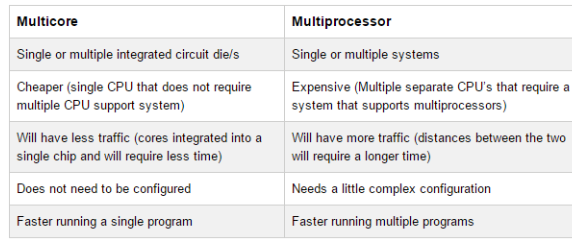 Multicore
Multiprocessor
Single or multiple integrated circuit die/s
Single or multiple systems
Cheaper (single CPU that does not require
multiple CPU support system)
Expensive (Multiple separate CPU's that require a
system that supports multiprocessors)
Will have less traffic (cores integrated into a
single chip and will require less time)
Will have more traffic (distances between the two
will require a longer time)
Does not need to be configured
Needs a little complex configuration
Faster running a single program
Faster running multiple programs